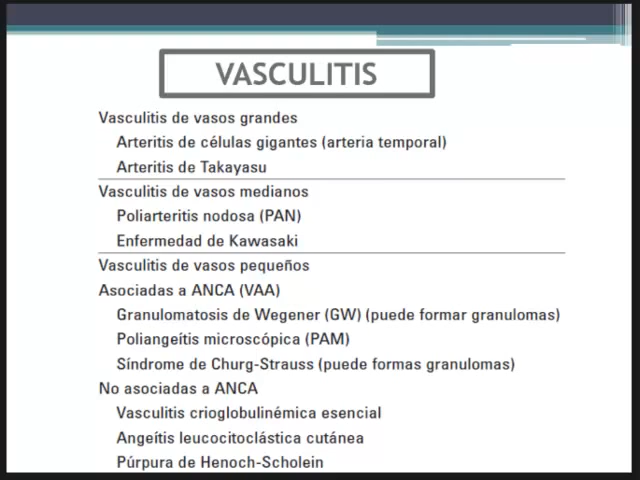 VASCULITIS
Vasculitis de vasos grandes
Arteritis de células gigantes (arteria temporal)
Arteritis de Takayasu
Vasculitis de vasos medianos
Poliarteritis nodosa (PAN)
Enfermedad de Kawasaki
Vasculitis de vasos pequeños
Asociadas a ANCA (VAA)
Granulomatosis de Wegener (GW) (puede formar granulomas)
Poliangeítis microscópica (PAM)
Síndrome de Churg-Strauss (puede formas granulomas)
No asociadas a ANCA
Vasculitis crioglobulinémica esencial
Angeítis leucocitoclástica cutánea
Púrpura de Henoch-Scholein